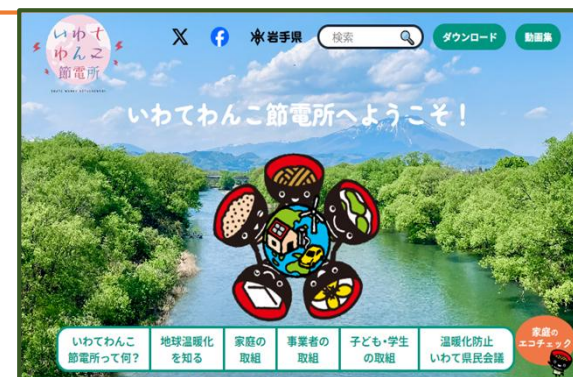 いわて
わんこ
節電所
岩手県
検索
ダウンロード
動画集
いわてわんこ節電所へようこそ！
いわてわんこ
節電所って何？
地球温暖化
を知る
家庭の
取組
事業者の
取組
子ども・学生
の取組
温暖化防止
いわて県民会議
家庭の
エコチェック